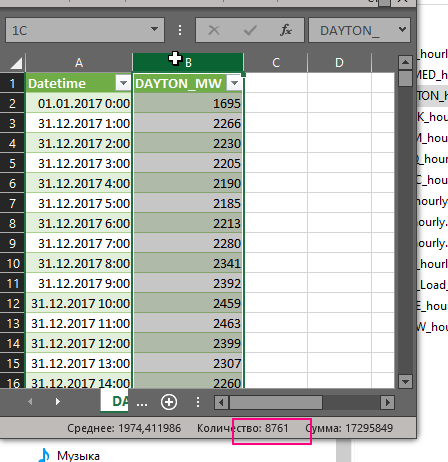 1C DAYTON_
A B C D
1 Datetime DAYTON_MW
2 01.01.2017 0:00 1695
3 31.12.2017 1:00 2266
4 31.12.2017 2:00 2230
5 31.12.2017 3:00 2205
6 31.12.2017 4:00 2190
7 31.12.2017 5:00 2185
8 31.12.2017 6:00 2213
9 31.12.2017 7:00 2280
10 31.12.2017 8:00 2341
11 31.12.2017 9:00 2392
12 31.12.2017 10:00 2459
13 31.12.2017 11:00 2463
14 31.12.2017 12:00 2399
15 31.12.2017 13:00 2307
16 31.12.2017 14:00 2260
DA ...
Среднее: 1974,411986 Количество: 8761 Сумма: 17295849
Музыка
_hourly
MED_h
TON_h
K_hou
M_hou
_hourly
hourly
hourly.
hourly.
_hourly
_Load_
E_hou
W_hou